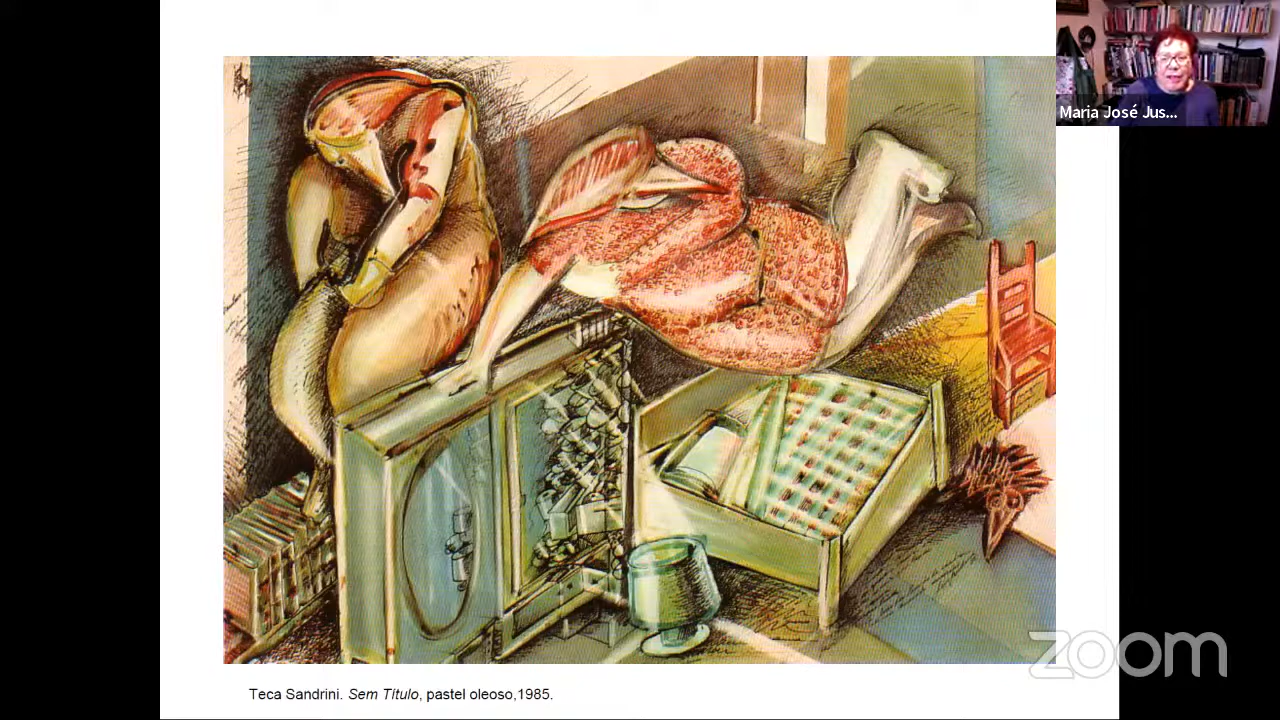 Maria José Jus...
Teca Sandrini. Sem Título, pastel oleoso,1985.
zoom